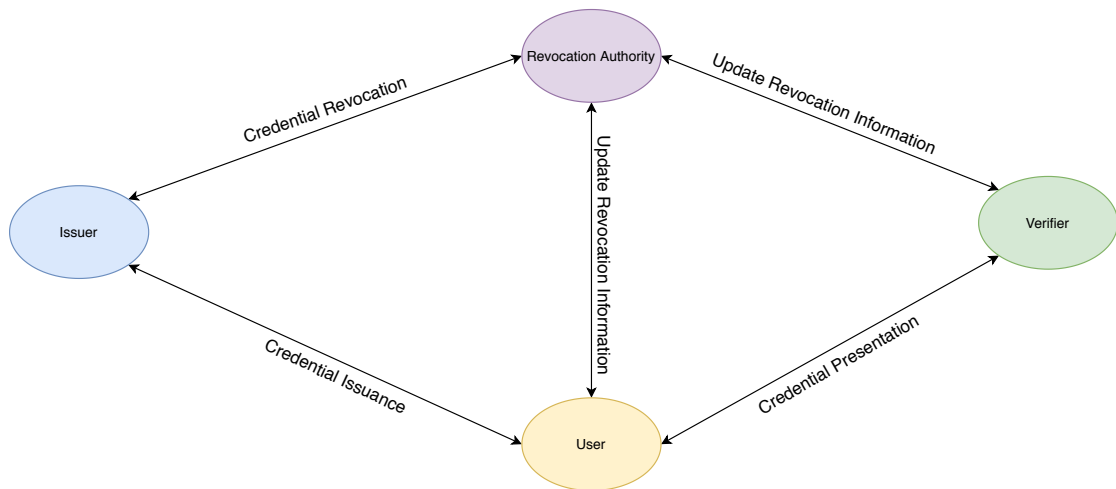 Revocation Authority
Credential Revocation
Update Revocation Information
Update Revocation Information
Issuer
Verifier
Credential Issuance
Credential Presentation
User